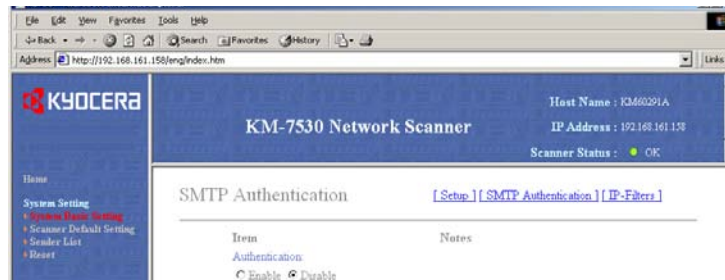 File Edit View Favorites Tools Help
Back Search Favorites History
Address http://192.168.161.158/eng/index.htm Links
KYOCERA
KM-7530 Network Scanner
Host Name : KM60291A
IP Address : 192.168.161.158
Scanner Status : OK
Home
System Setting
System Basic Setting
Scanner Default Setting
Sender List
Reset
SMTP Authentication
[ Setup ] [ SMTP Authentication ] [ IP-Filters ]
Item Notes
Authentication:
Enable Disable